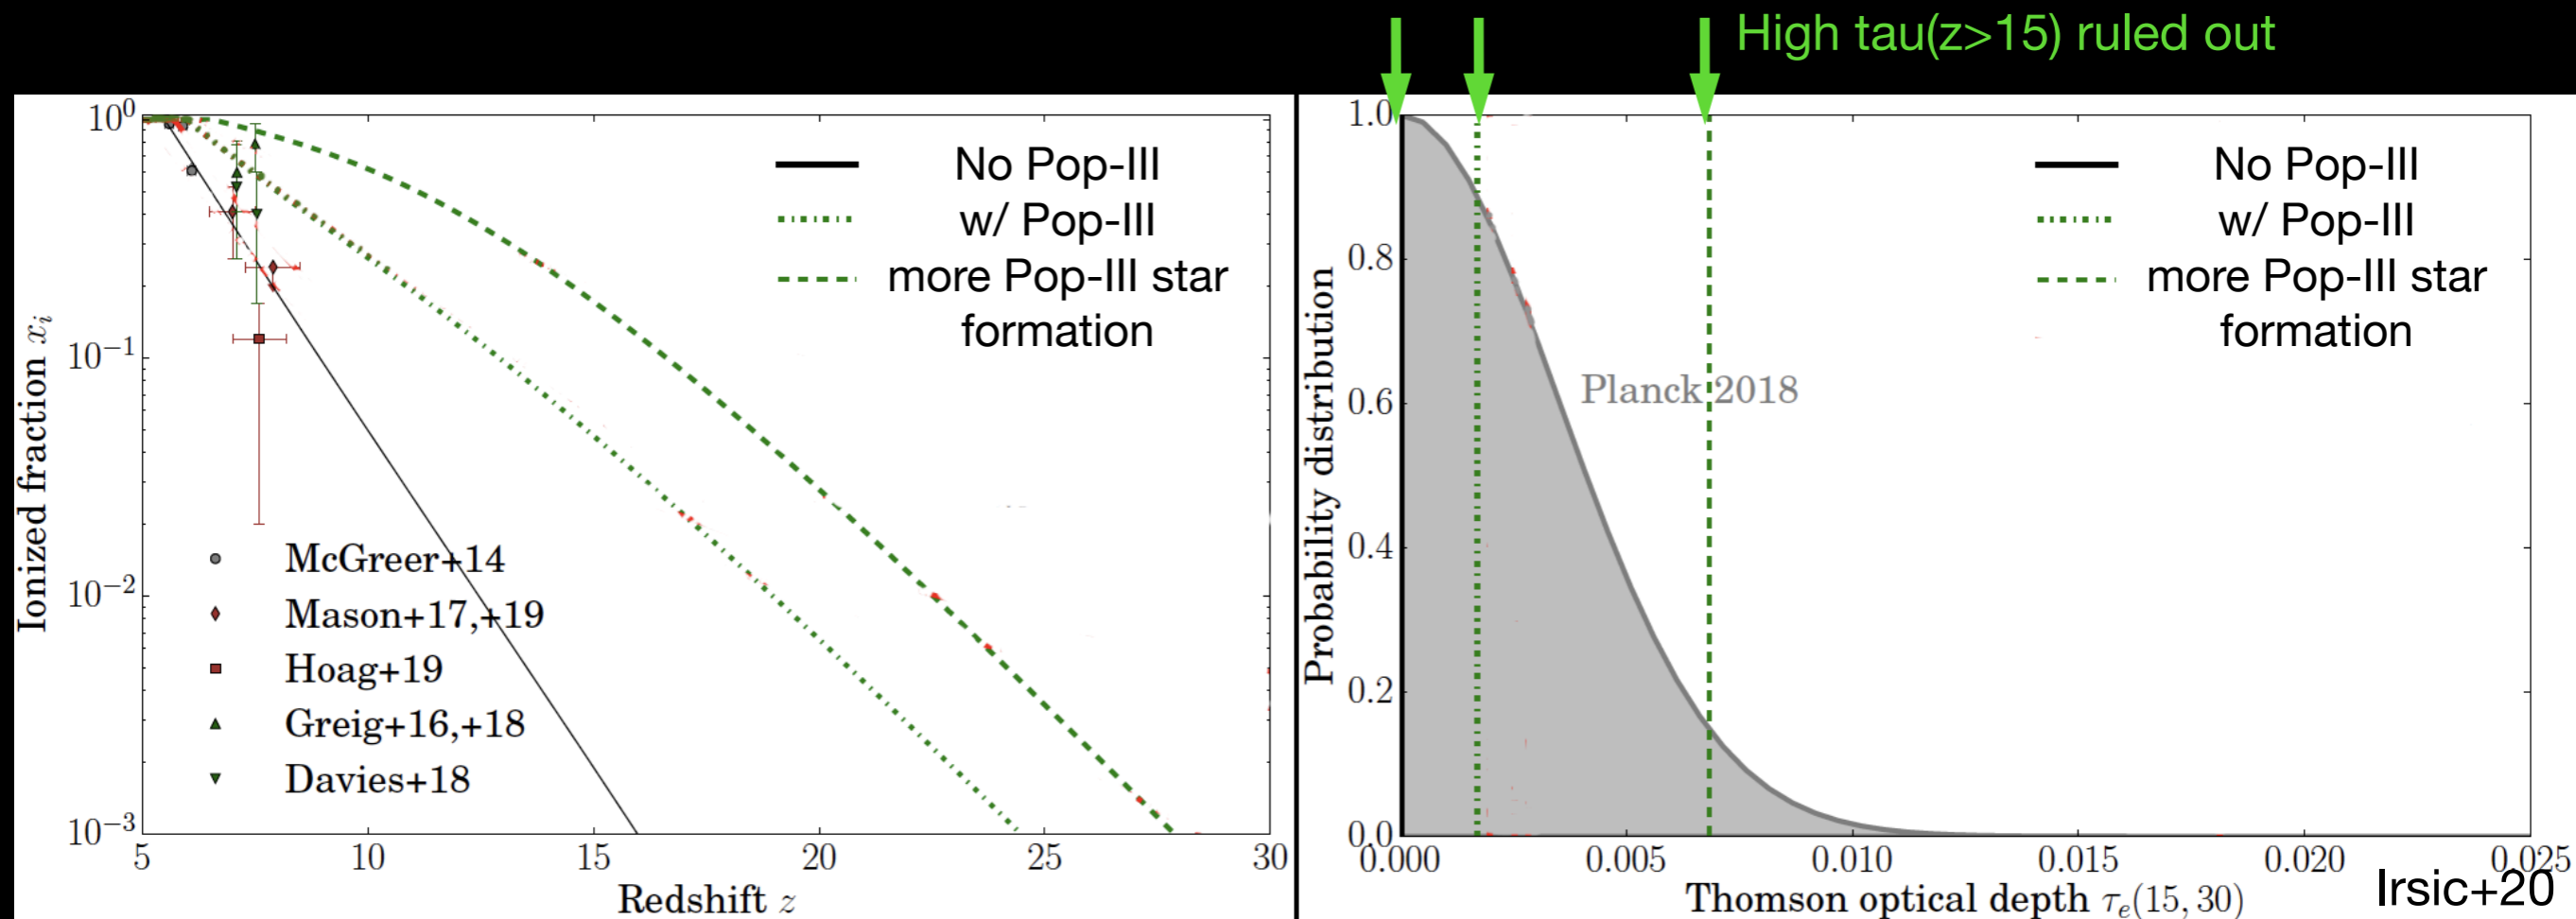 High tau(z>15) ruled out
10⁰
10⁻¹
10⁻²
10⁻³
Ionized fraction xᵢ
No Pop-III
w/ Pop-III
more Pop-III star
formation
McGreer+14
Mason+17,+19
Hoag+19
Greig+16,+18
Davies+18
5 10 15 20 25 30
Redshift z
1.0
0.8
0.6
0.4
0.2
0.0
Probability distribution
No Pop-III
w/ Pop-III
more Pop-III star
formation
Planck 2018
0.000 0.005 0.010 0.015 0.020 0.025
Thomson optical depth τₑ(15, 30)
Irsic+20